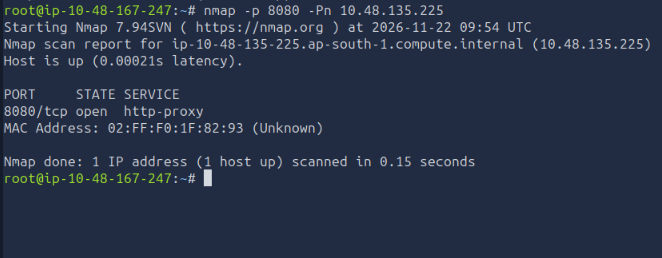 root@ip-10-48-167-247:~# nmap -p 8080 -Pn 10.48.135.225
Starting Nmap 7.94SVN ( https://nmap.org ) at 2026-11-22 09:54 UTC
Nmap scan report for ip-10-48-135-225.ap-south-1.compute.internal (10.48.135.225)
Host is up (0.00021s latency).
PORT     STATE SERVICE
8080/tcp open  http-proxy
MAC Address: 02:FF:F0:1F:82:93 (Unknown)
Nmap done: 1 IP address (1 host up) scanned in 0.15 seconds
root@ip-10-48-167-247:~#